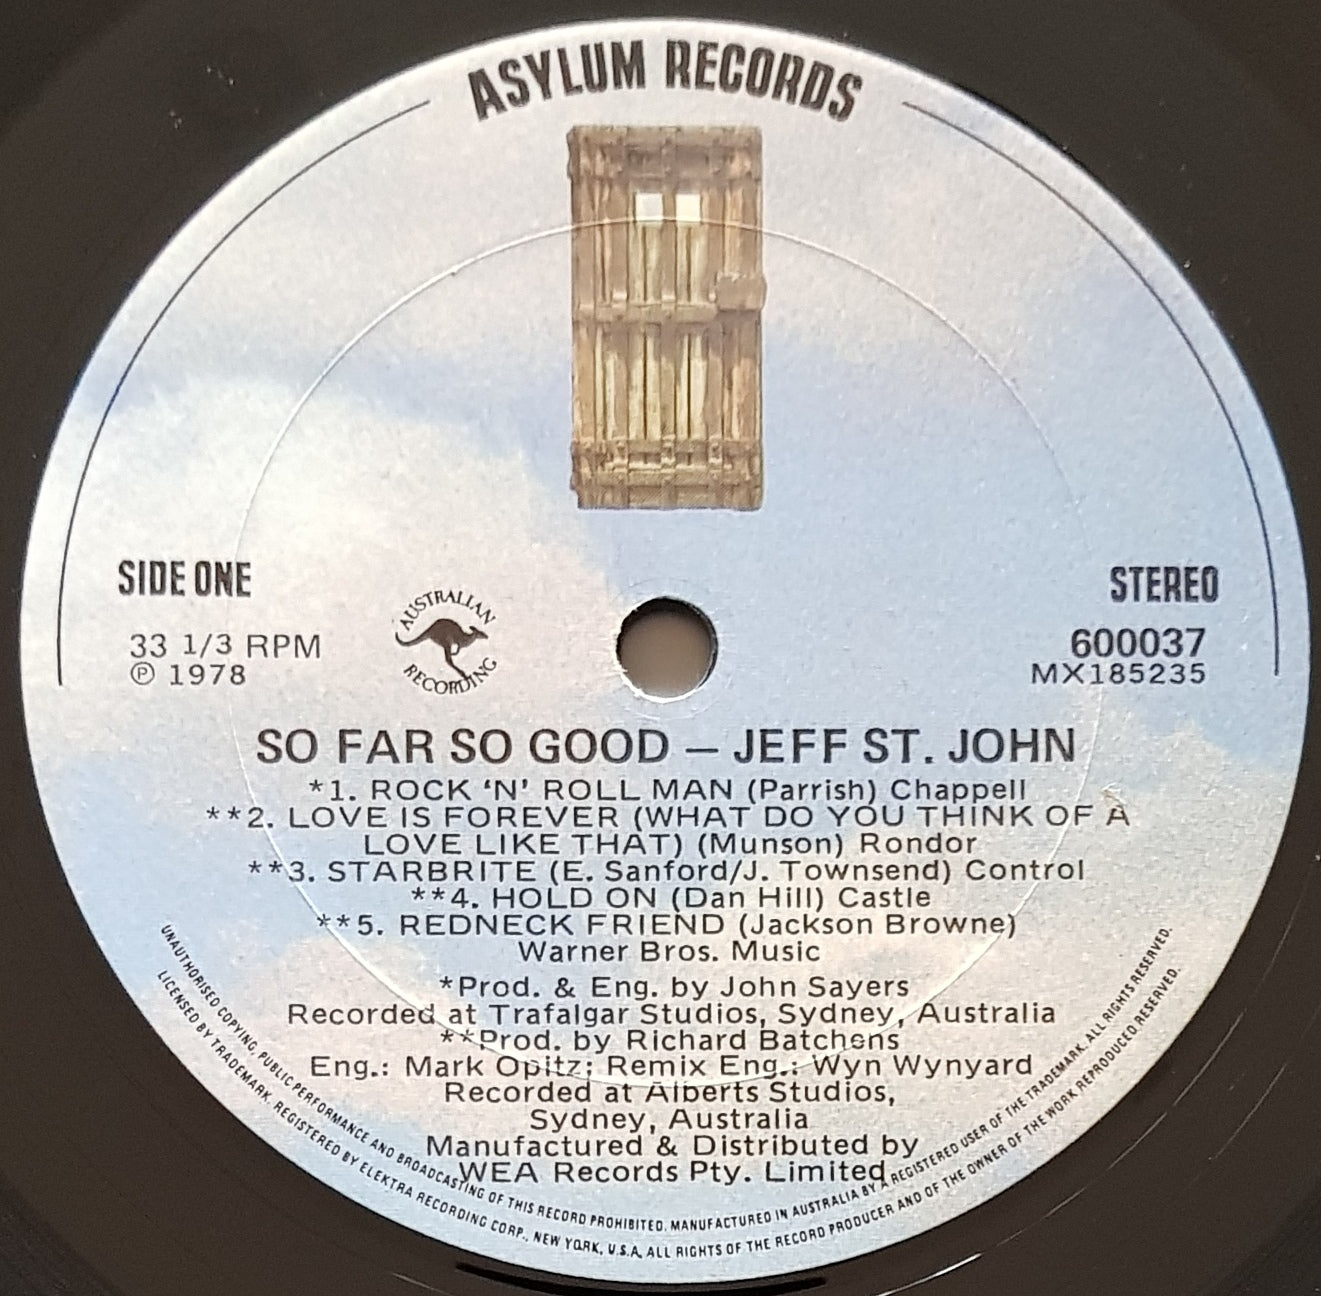 ASYLUM RECORDS
SIDE ONE
33 1/3 RPM
℗ 1978
AUSTRALIAN
RECORDING
STEREO
600037
MX185235
SO FAR SO GOOD – JEFF ST. JOHN
*1. ROCK ‘N’ ROLL MAN (Parrish) Chappell
**2. LOVE IS FOREVER (WHAT DO YOU THINK OF A
LOVE LIKE THAT) (Munson) Rondor
**3. STARBRITE (E. Sanford/J. Townsend) Control
**4. HOLD ON (Dan Hill) Castle
**5. REDNECK FRIEND (Jackson Browne)
Warner Bros. Music
*Prod. & Eng. by John Sayers
Recorded at Trafalgar Studios, Sydney, Australia
**Prod. by Richard Batchens
Eng.: Mark Opitz; Remix Eng.: Wyn Wynyard
Recorded at Alberts Studios,
Sydney, Australia
Manufactured & Distributed by
WEA Records Pty. Limited
UNAUTHORISED COPYING, PUBLIC PERFORMANCE AND BROADCASTING OF THIS RECORD PROHIBITED. MANUFACTURED IN AUSTRALIA BY A REGISTERED USER OF THE TRADEMARK. ALL RIGHTS RESERVED.
LICENSED BY TRADEMARK. REGISTERED BY ELEKTRA RECORDING CORP., NEW YORK, U.S.A. ALL RIGHTS OF THE RECORD PRODUCER AND OF THE OWNER OF THE WORK REPRODUCED RESERVED.